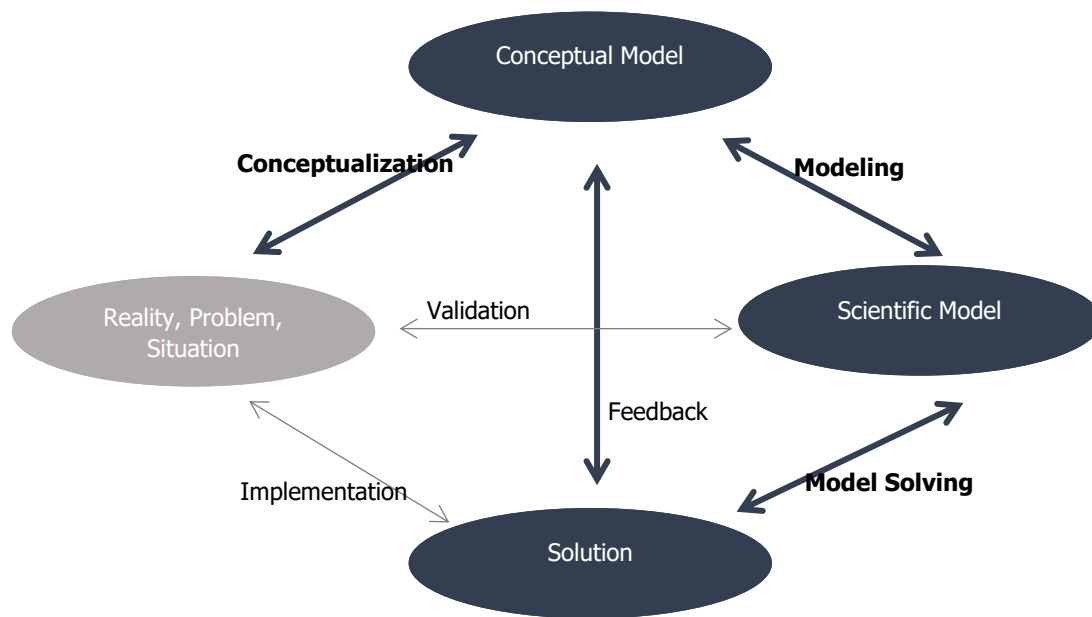 Conceptual Model
Conceptualization
Modeling
Reality, Problem,
Situation
Validation
Scientific Model
Feedback
Implementation
Model Solving
Solution